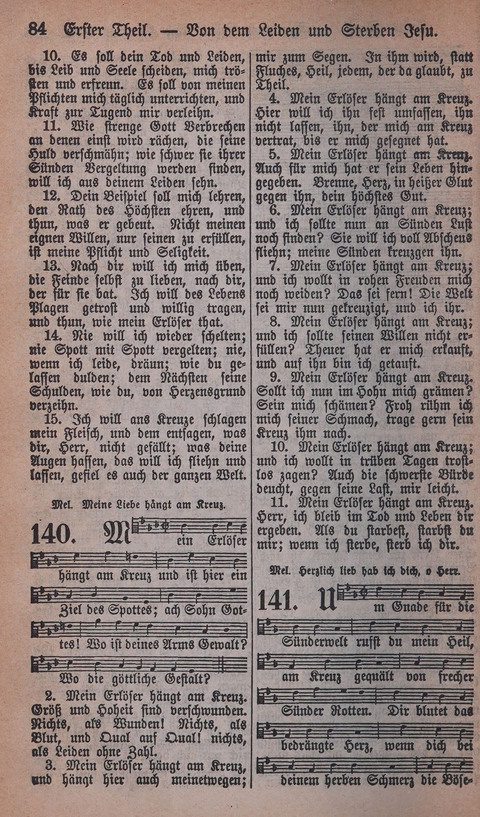 84 Erster Theil. — Von dem Leiden und Sterben Jesu.
10. Es soll dein Tod und Leiden,
bis Leib und Seele scheiden, mich trö-
sten und erfreun. Es soll von meinen
Pflichten mich täglich unterrichten, und
Kraft zur Tugend mir verleihn.
11. Wie strenge Gott Verbrechen
an denen einst wird rächen, die seine
Huld verschmähn; wie schwer sie ihrer
Sünden Vergeltung werden finden,
will ich aus deinem Leiden sehn.
12. Dein Beispiel soll mich lehren,
den Rath des Höchsten ehren, und
thun, was er gebeut. Nicht meinen
eignen Willen, nur seinen zu erfüllen,
ist meine Pflicht und Seligkeit.
13. Nach dir will ich mich üben,
die Feinde selbst zu lieben, nach dir,
der für sie bat. Ich will des Lebens
Plagen getrost und willig tragen,
und thun, wie mein Erlöser that.
14. Nie will ich wieder schelten;
nie Spott mit Spott vergelten; nie,
wenn ich leide, dräun; wie du ge-
lassen dulden; dem Nächsten seine
Schulden, wie du, von Herzensgrund
verzeihn.
15. Ich will ans Kreuze schlagen
mein Fleisch, und dem entsagen, was
dir, Herr, nicht gefällt; was deine
Augen hassen, das will ich fliehn und
lassen, gefiel es auch der ganzen Welt.
Mel. Meine Liebe hängt am Kreuz.
140. Mein Erlöser
hängt am Kreuz und ist hier ein
Ziel des Spottes; ach Sohn Got-
tes! Wo ist deines Arms Gewalt?
Wo die göttliche Gestalt?
2. Mein Erlöser hängt am Kreuz.
Größ und Hoheit sind verschwunden.
Nichts, als Wunden! Nichts, als
Blut, und Qual auf Qual! nichts,
als Leiden ohne Zahl.
3. Mein Erlöser hängt am Kreuz,
und hängt hier auch meinetwegen;
mir zum Segen. In ihm wird, statt
Fluches, Heil, jedem, der da glaubt, zu
Theil.
4. Mein Erlöser hängt am Kreuz.
Hier will ich ihn fest umfassen, ihn
nicht lassen, ihn, der mich am Kreuz
vertrat, bis er mich gesegnet hat.
5. Mein Erlöser hängt am Kreuz.
Auch für mich hat er sein Leben hin-
gegeben. Brenne, Herz, in heißer Glut
gegen ihn, dein höchstes Gut.
6. Mein Erlöser hängt am Kreuz;
und ich sollte nun an Sünden Lust
noch finden? Sie will ich voll Abscheus
fliehn; meine Sünden kreuzgen ihn.
7. Mein Erlöser hängt am Kreuz;
und ich wollt in rohen Freuden mich
noch weiden? Das sei fern! Die Welt
sei mir nun gekreuzigt, und ich ihr.
8. Mein Erlöser hängt am Kreuz;
und ich sollte seinen Willen nicht er-
füllen? Theuer hat er mich erkauft,
und auf ihn bin ich getauft.
9. Mein Erlöser hängt am Kreuz.
Sollt ich nun im Hohn mich grämen?
Sein mich schämen? Froh rühm ich
mich seiner Schmach, trage gern sein
Kreuz ihm nach.
10. Mein Erlöser hängt am Kreuz;
und ich wollt in trüben Tagen trost-
los zagen? Auch die schwerste Bürde
deucht, gegen seine Last, mir leicht.
11. Mein Erlöser hängt am Kreuz.
Herr, ich bleib im Tod und Leben dir
ergeben. Als du starbest, starbst du
mir; wenn ich sterbe, sterb ich dir.
Mel. Herzlich lieb hab ich dich, o Herr.
141. Um Gnade für die
Sünderwelt rufst du mein Heil,
am Kreuz gequält von frecher
Sünder Rotten. Dir blutet das
bedrängte Herz, wenn dich bei
deinem herben Schmerz die Böse-